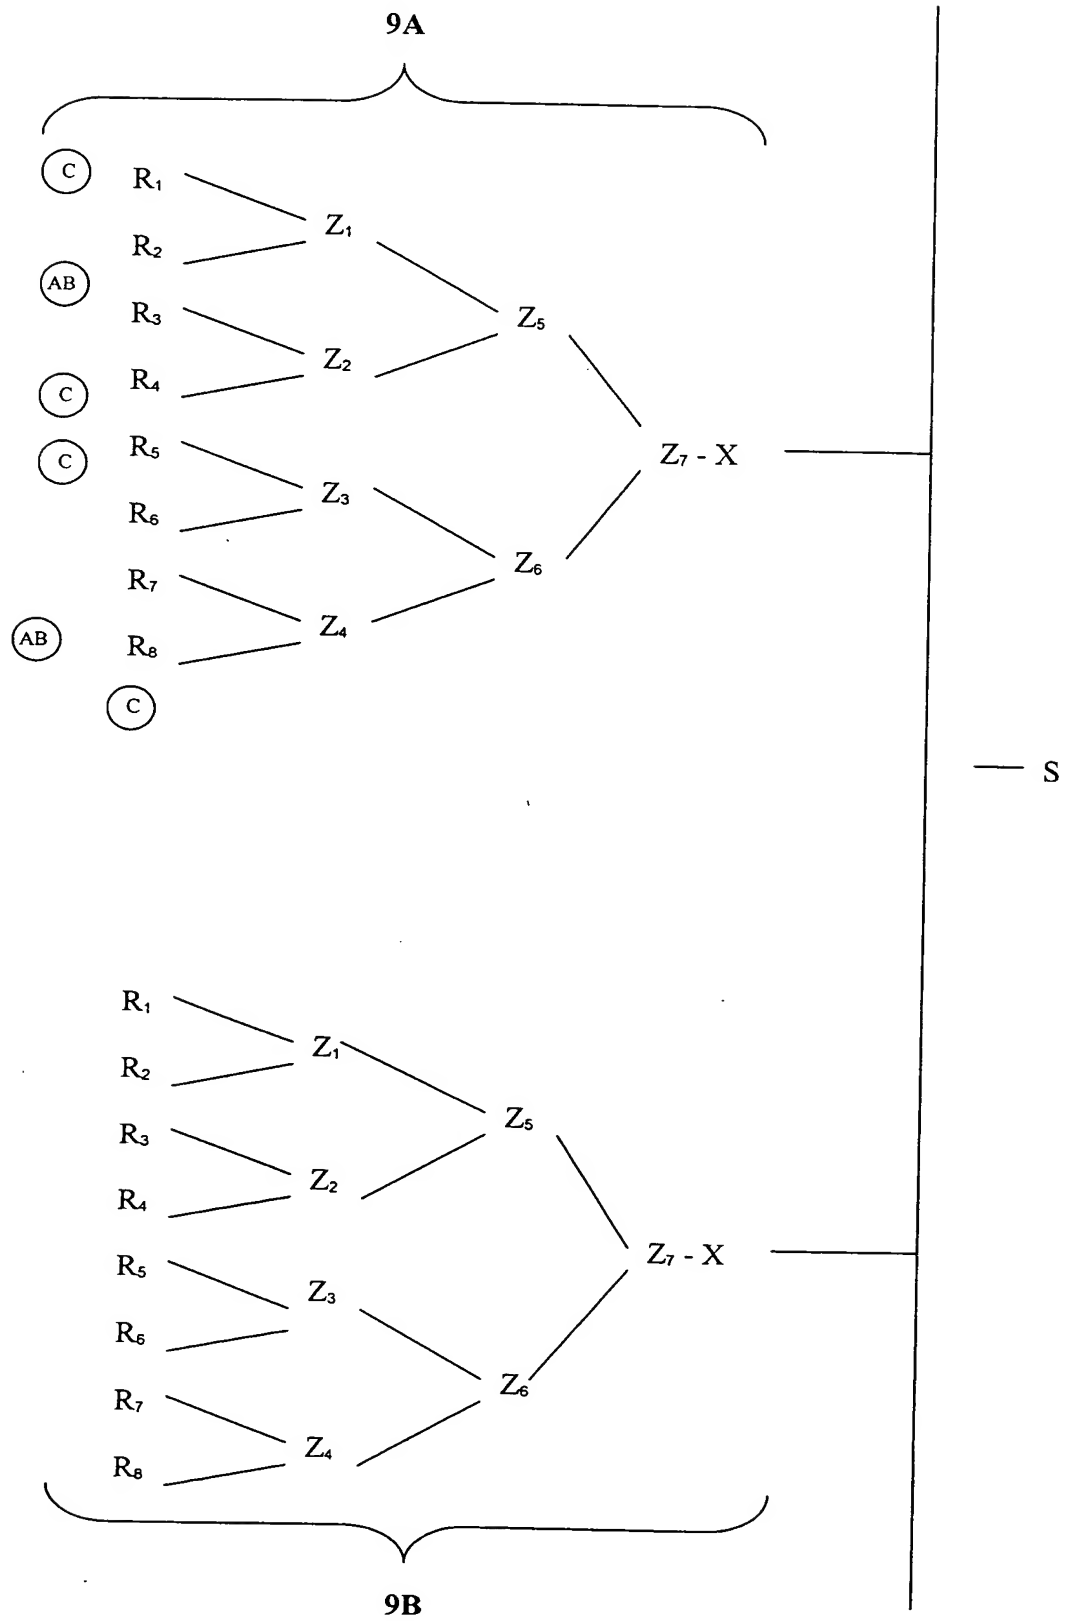 9A
C R₁
Z₁
R₂
AB
R₃ Z₅
Z₂
R₄
C
R₅
C Z₇ - X
Z₃
R₆
Z₆
R₇
Z₄
AB R₈
C
S
R₁
Z₁
R₂
Z₅
R₃
Z₂
R₄
Z₇ - X
R₅
Z₃
R₆
Z₆
R₇
Z₄
R₈
9B